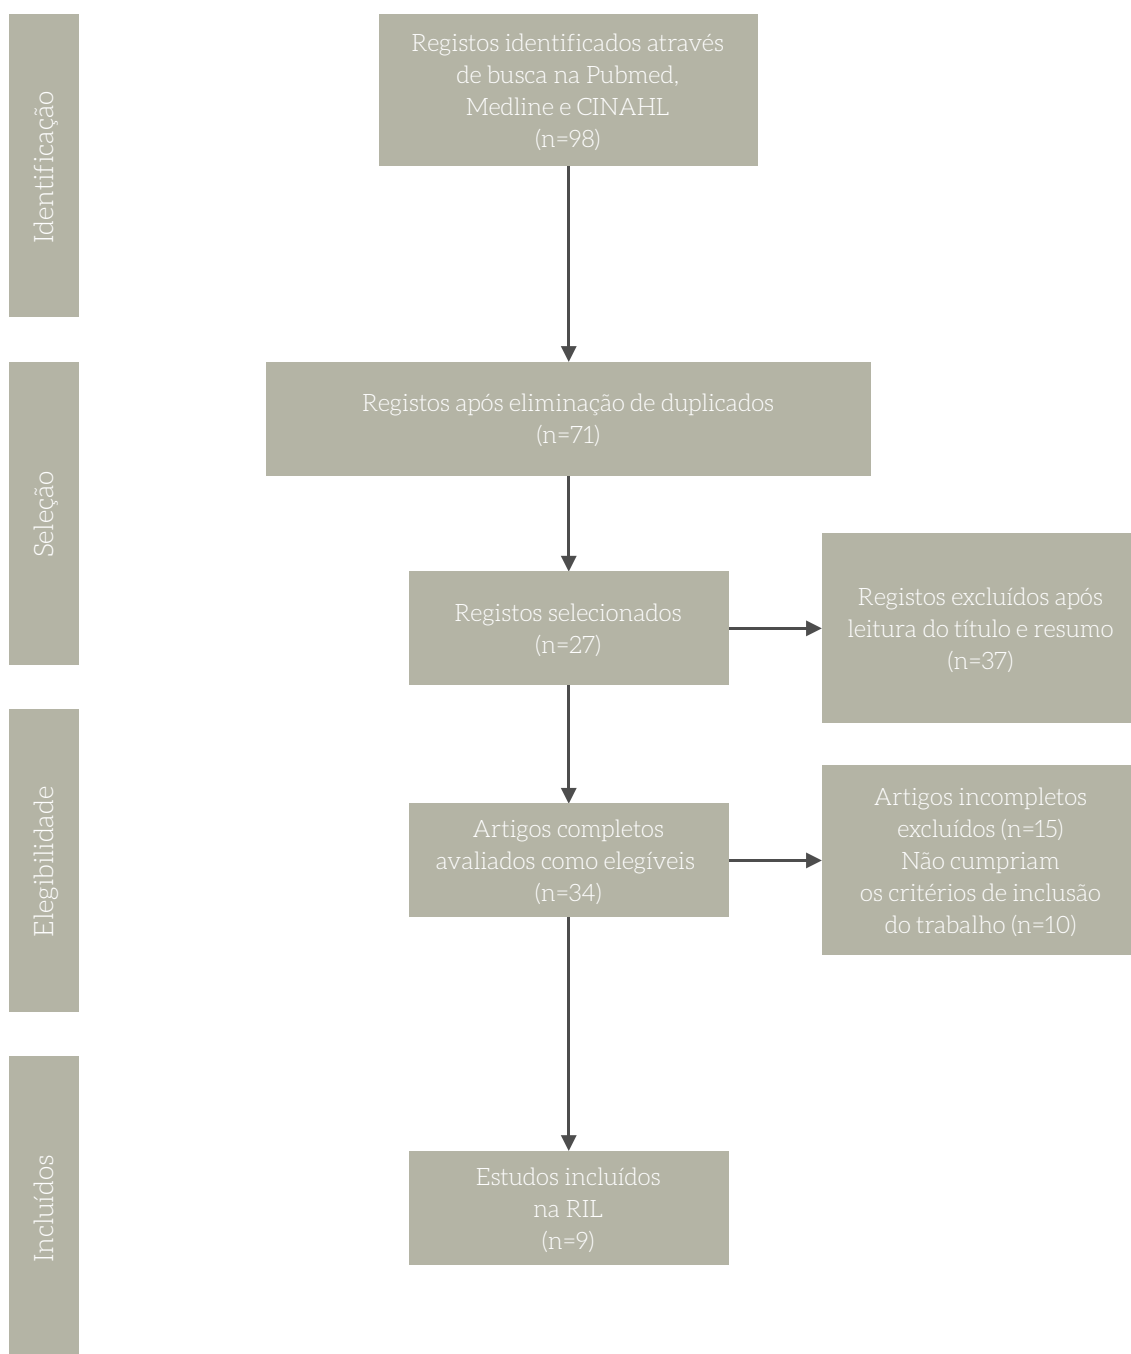 Identificação
Registos identificados através
de busca na Pubmed,
Medline e CINAHL
(n=98)
Seleção
Registos após eliminação de duplicados
(n=71)
Registos selecionados
(n=27)
Registos excluídos após
leitura do título e resumo
(n=37)
Elegibilidade
Artigos completos
avaliados como elegíveis
(n=34)
Artigos incompletos
excluídos (n=15)
Não cumpriam
os critérios de inclusão
do trabalho (n=10)
Incluídos
Estudos incluídos
na RIL
(n=9)